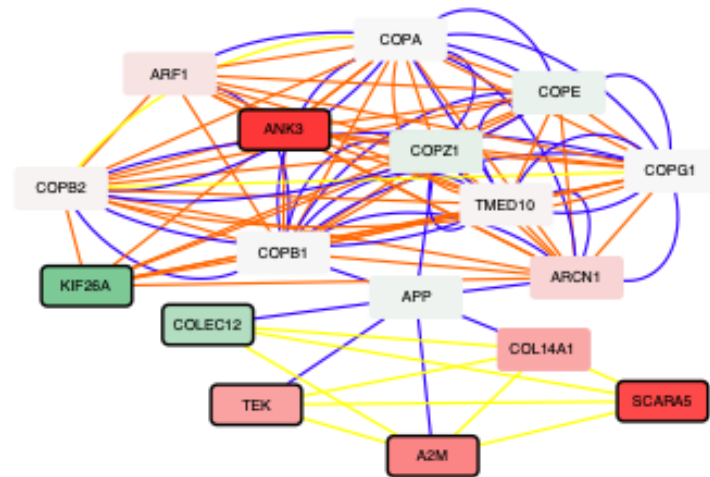 COPA
ARF1
COPE
ANK3
COPZ1
COPG1
COPB2
TMED10
COPB1
ARCN1
KIF26A
APP
COLEC12
COL14A1
TEK
SCARA5
A2M